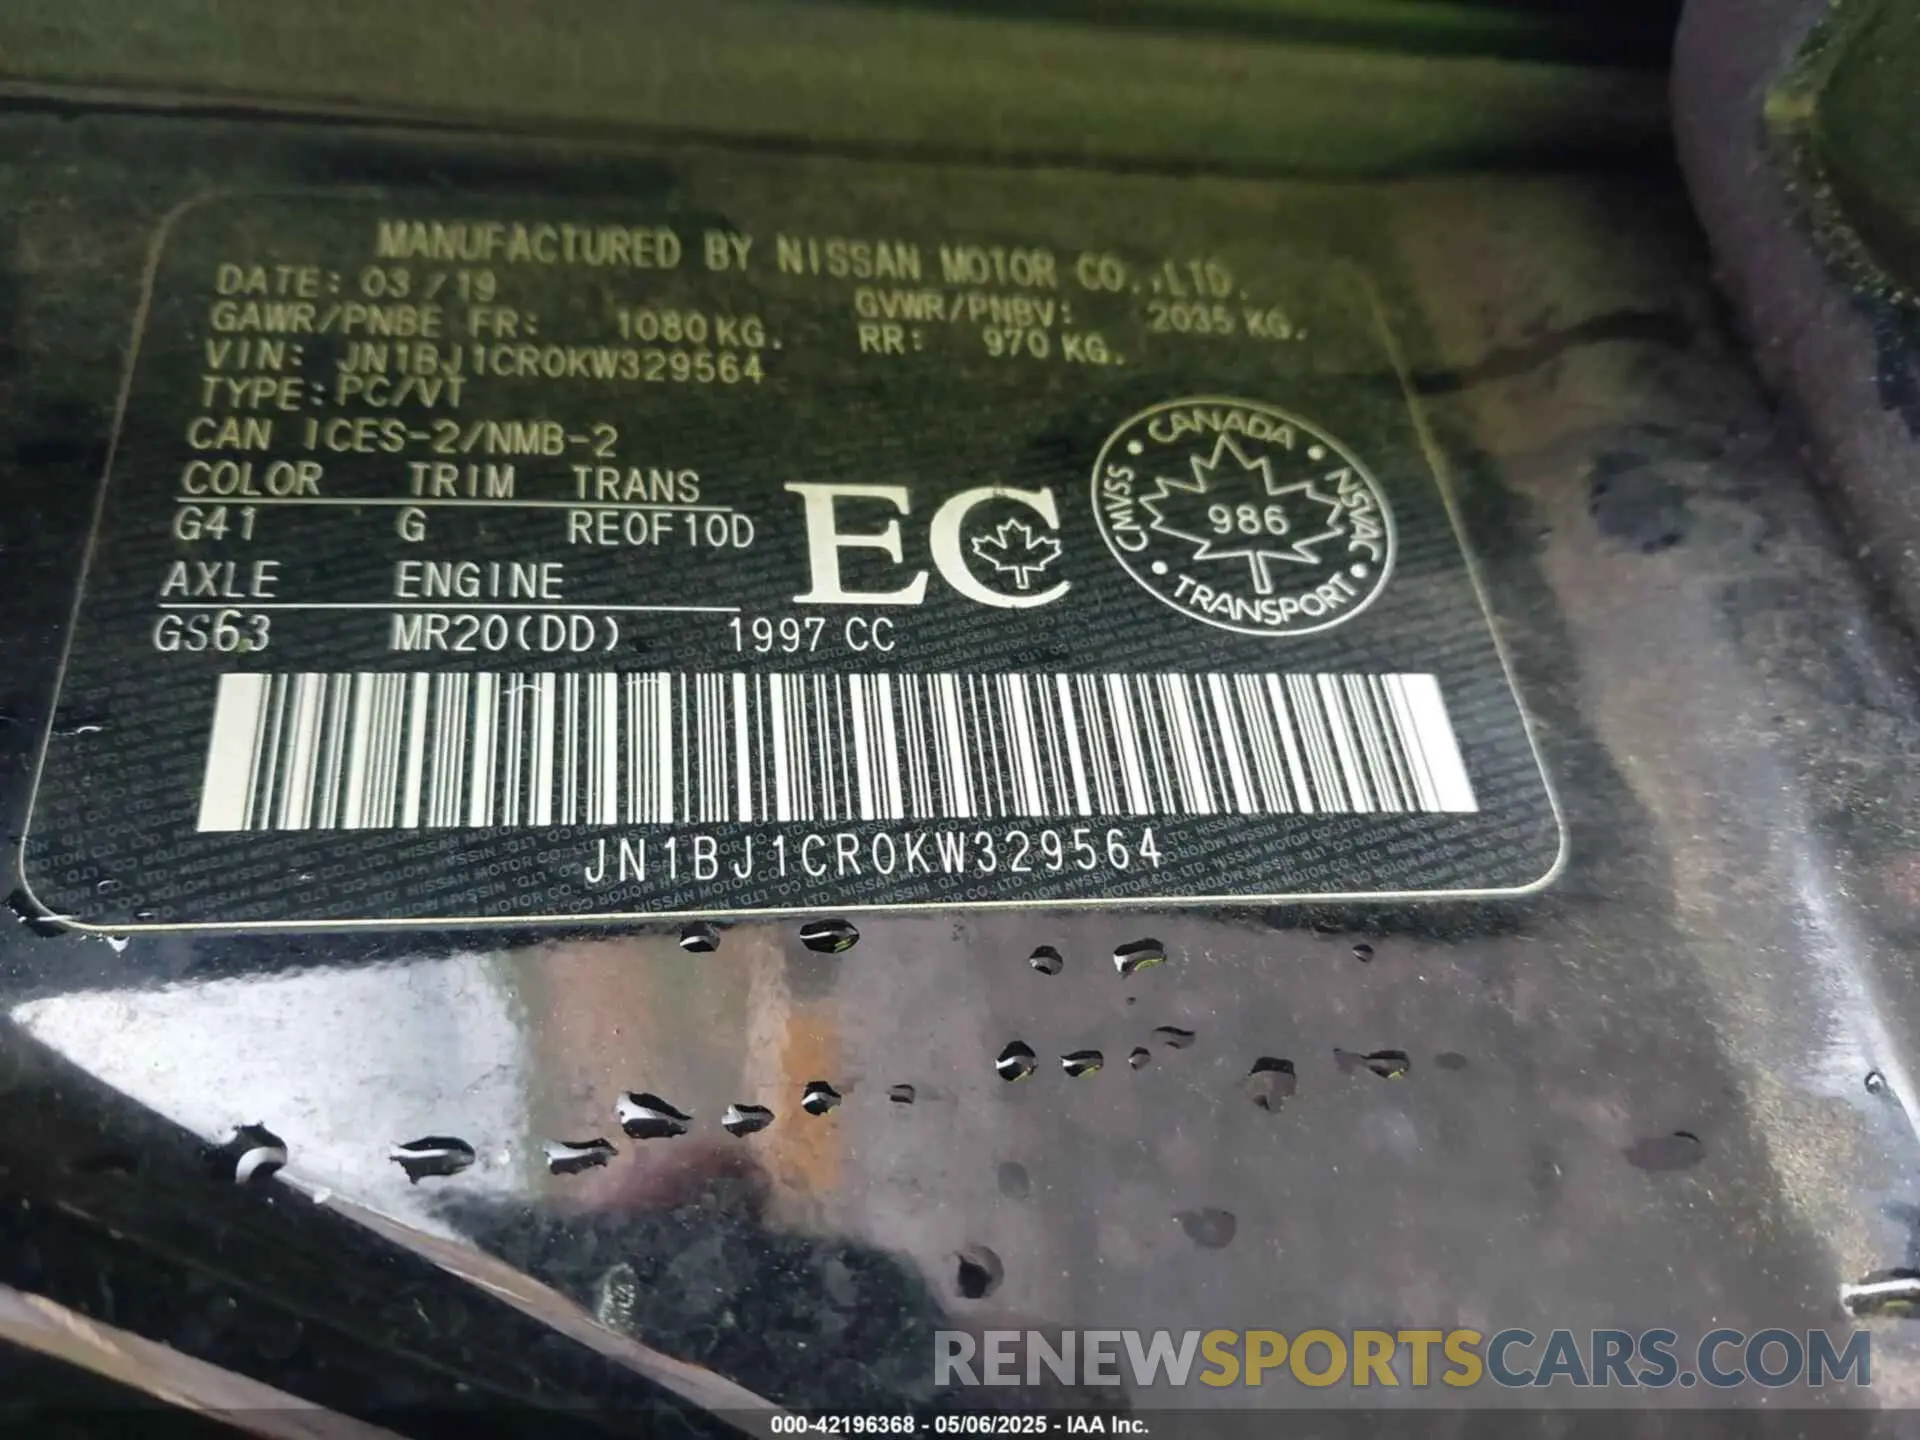 MANUFACTURED BY NISSAN MOTOR CO.,LTD.
DATE: 03/19
GAWR/PNBE FR: 1080 KG. GVWR/PNBV: 2035 KG.
VIN: JN1BJ1CR0KW329564 RR: 970 KG.
TYPE: PC/VT
CAN ICES-2/NMB-2
COLOR TRIM TRANS
G41 G RE0F10D
AXLE ENGINE
GS63 MR20(DD) 1997 CC
EC
CANADA
CMVSS 986 NSVAC
TRANSPORT
JN1BJ1CR0KW329564
RENEWSPORTSCARS.COM
000-42196368 - 05/06/2025 - IAA Inc.